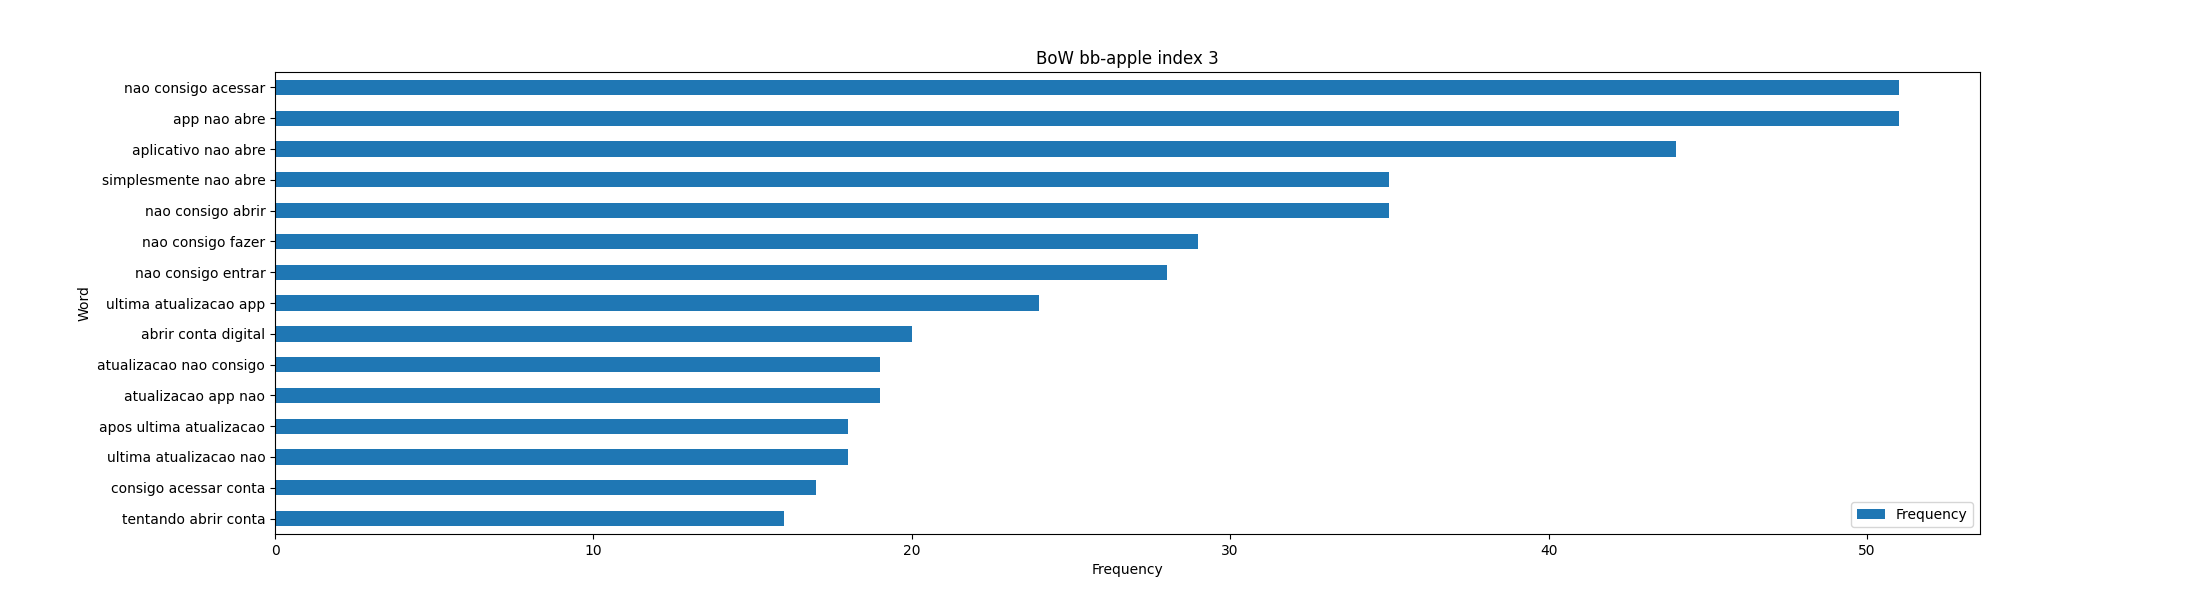 BoW bb-apple index 3
nao consigo acessar
app nao abre
aplicativo nao abre
simplesmente nao abre
nao consigo abrir
nao consigo fazer
nao consigo entrar
ultima atualizacao app
abrir conta digital
atualizacao nao consigo
atualizacao app nao
apos ultima atualizacao
ultima atualizacao nao
consigo acessar conta
tentando abrir conta
Word
Frequency
0 10 20 30 40 50
Frequency